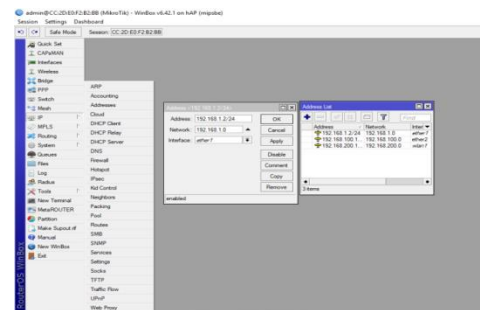 admin@CC:2D:E0:F2:B2:BB (MikroTik) - WinBox v6.42.1 on hAP (mipsbe)
Session Settings Dashboard
Safe Mode Session: CC:2D:E0:F2:B2:BB
Quick Set
CAPsMAN
Interfaces
Wireless
Bridge
PPP
Switch
Mesh
IP
MPLS
Routing
System
Queues
Files
Log
Radius
Tools
New Terminal
MetaROUTER
Partition
Make Supout.rif
Manual
New WinBox
Exit
RouterOS WinBox
ARP
Accounting
Addresses
Cloud
DHCP Client
DHCP Relay
DHCP Server
DNS
Firewall
Hotspot
IPsec
Kid Control
Neighbors
Packing
Pool
Routes
SMB
SNMP
Services
Settings
Socks
TFTP
Traffic Flow
UPnP
Web Proxy
Address <192.168.1.2/24>
Address: 192.168.1.2/24
Network: 192.168.1.0
Interface:
OK
Cancel
Apply
Disable
Comment
Copy
Remove
enabled
Address List
Find
Address Network Interf
192.168.1.2/24 192.168.1.0
192.168.100.1... 192.168.100.0 ether2
192.168.200.1... 192.168.200.0
3 items